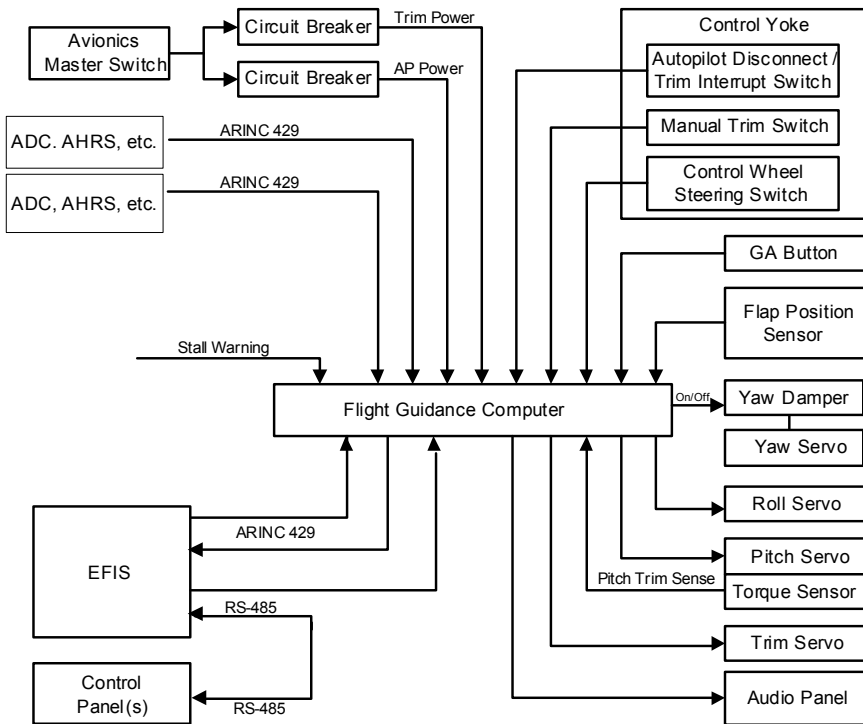 Avionics
Master Switch
Circuit Breaker
Trim Power
Circuit Breaker
AP Power
Control Yoke
Autopilot Disconnect /
Trim Interrupt Switch
Manual Trim Switch
Control Wheel
Steering Switch
ADC. AHRS, etc.
ARINC 429
ADC, AHRS, etc.
ARINC 429
GA Button
Flap Position
Sensor
Stall Warning
Flight Guidance Computer
On/Off
Yaw Damper
Yaw Servo
Roll Servo
EFIS
ARINC 429
Pitch Servo
Pitch Trim Sense
Torque Sensor
RS-485
Trim Servo
Control
Panel(s)
RS-485
Audio Panel